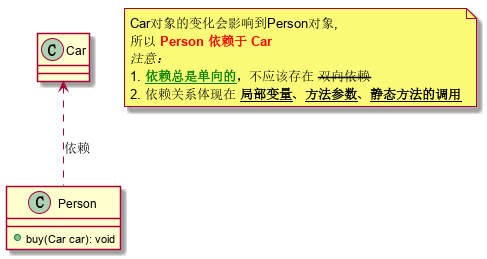 C Car
Car对象的变化会影响到Person对象,
所以 Person 依赖于 Car
注意：
1. 依赖总是单向的，不应该存在 双向依赖
2. 依赖关系体现在 局部变量、方法参数、静态方法的调用
依赖
C Person
buy(Car car): void